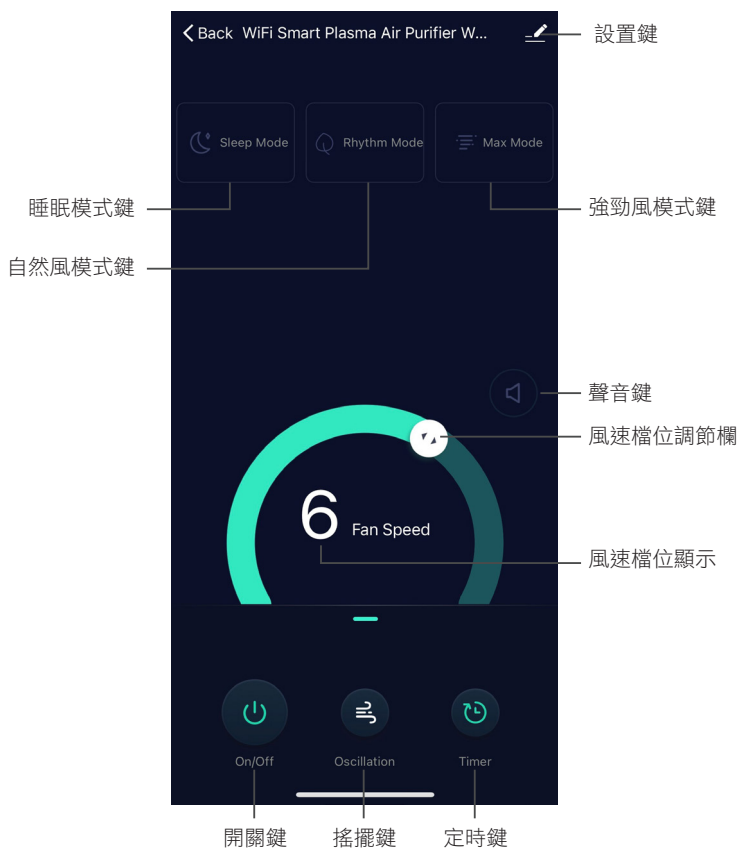 Back WiFi Smart Plasma Air Purifier W...
設置鍵
Sleep Mode
Rhythm Mode
Max Mode
睡眠模式鍵
強勁風模式鍵
自然風模式鍵
聲音鍵
風速檔位調節欄
6 Fan Speed
風速檔位顯示
On/Off
Oscillation
Timer
開關鍵
搖擺鍵
定時鍵